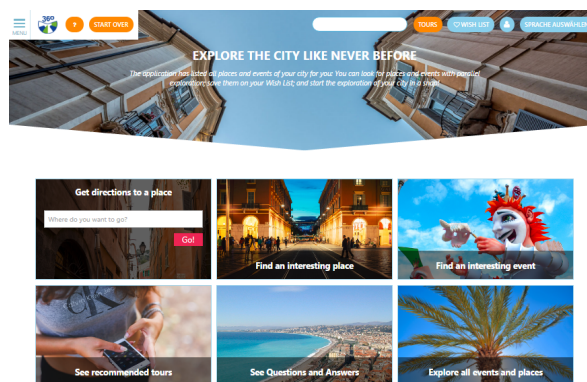 MENU
360
?
START OVER
TOURS
WISH LIST
SPRACHE AUSWÄHLEN
EXPLORE THE CITY LIKE NEVER BEFORE
The application has listed all places and events of your city for you: You can look for places and events with parallel
exploration; save them on your Wish List; and start the exploration of your city in a snap!
Get directions to a place
Where do you want to go?
Go!
Find an interesting place
Find an interesting event
See recommended tours
See Questions and Answers
Explore all events and places